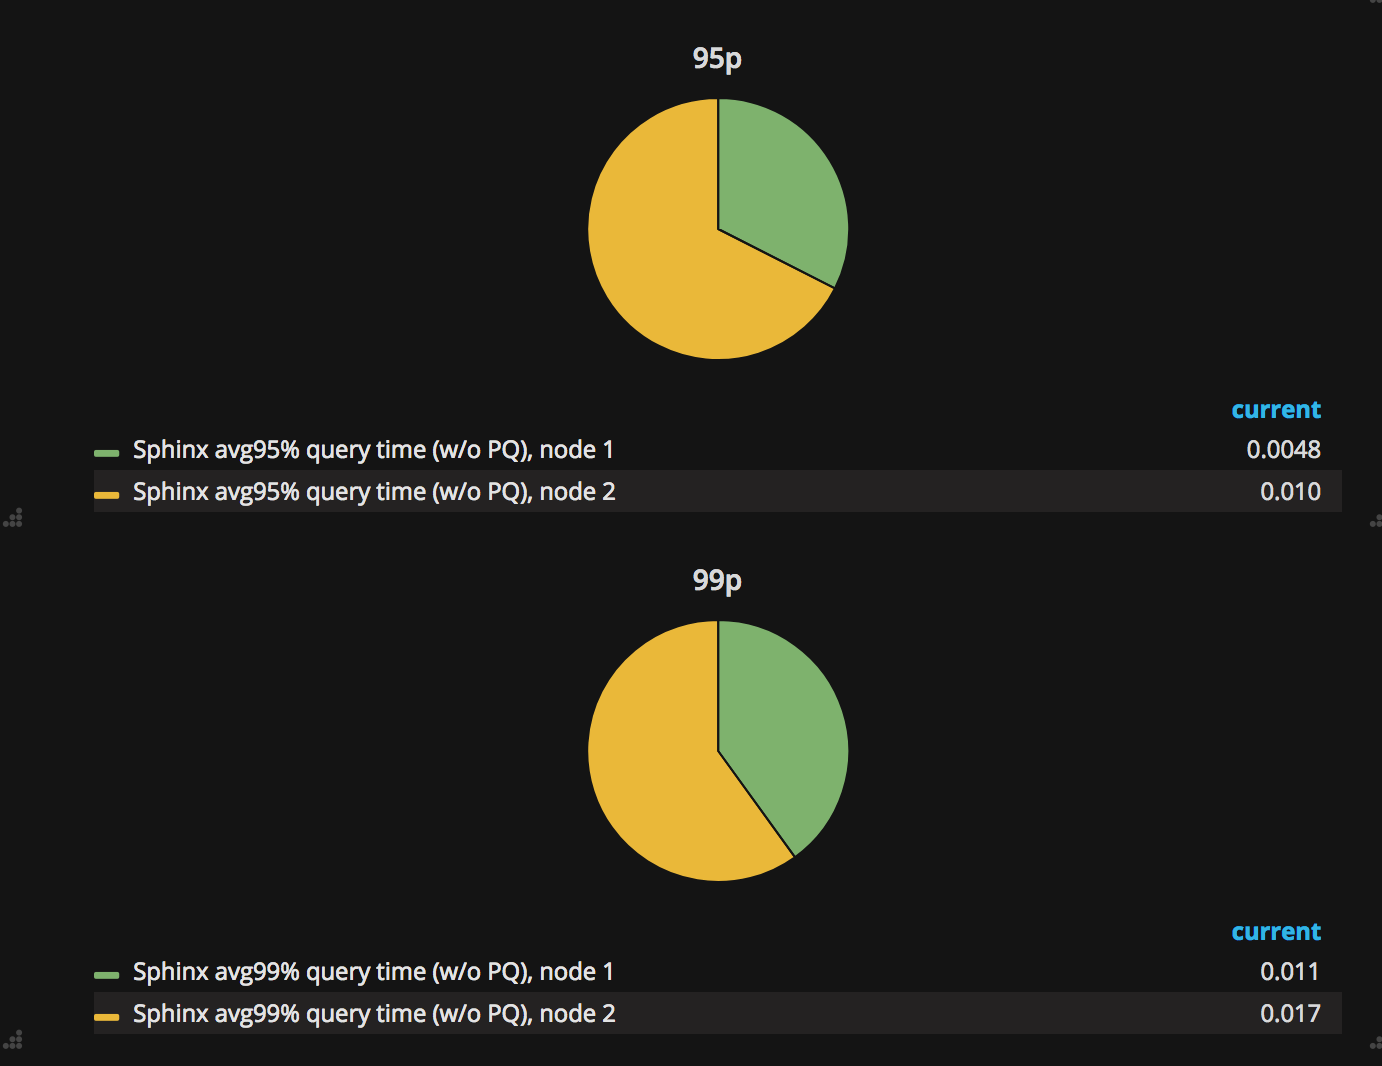 95p
current
Sphinx avg95% query time (w/o PQ), node 1 0.0048
Sphinx avg95% query time (w/o PQ), node 2 0.010
99p
current
Sphinx avg99% query time (w/o PQ), node 1 0.011
Sphinx avg99% query time (w/o PQ), node 2 0.017